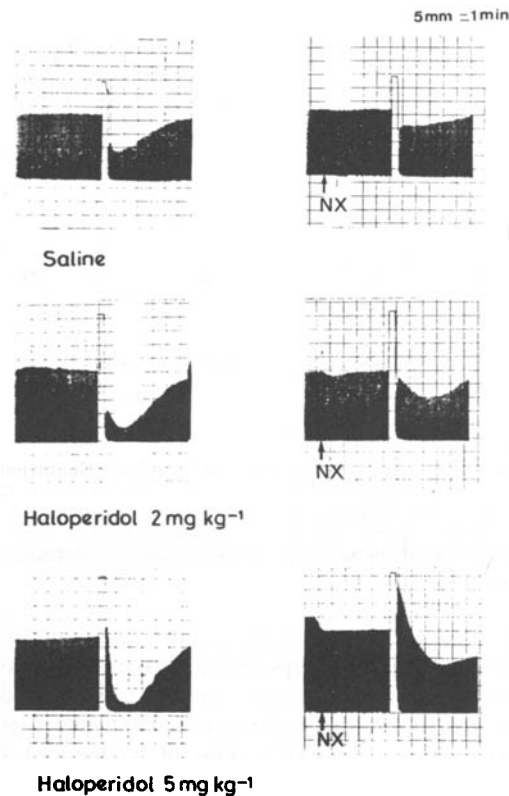 5mm = 1min
NX
Saline
NX
Haloperidol 2 mg kg⁻¹
NX
Haloperidol 5 mg kg⁻¹